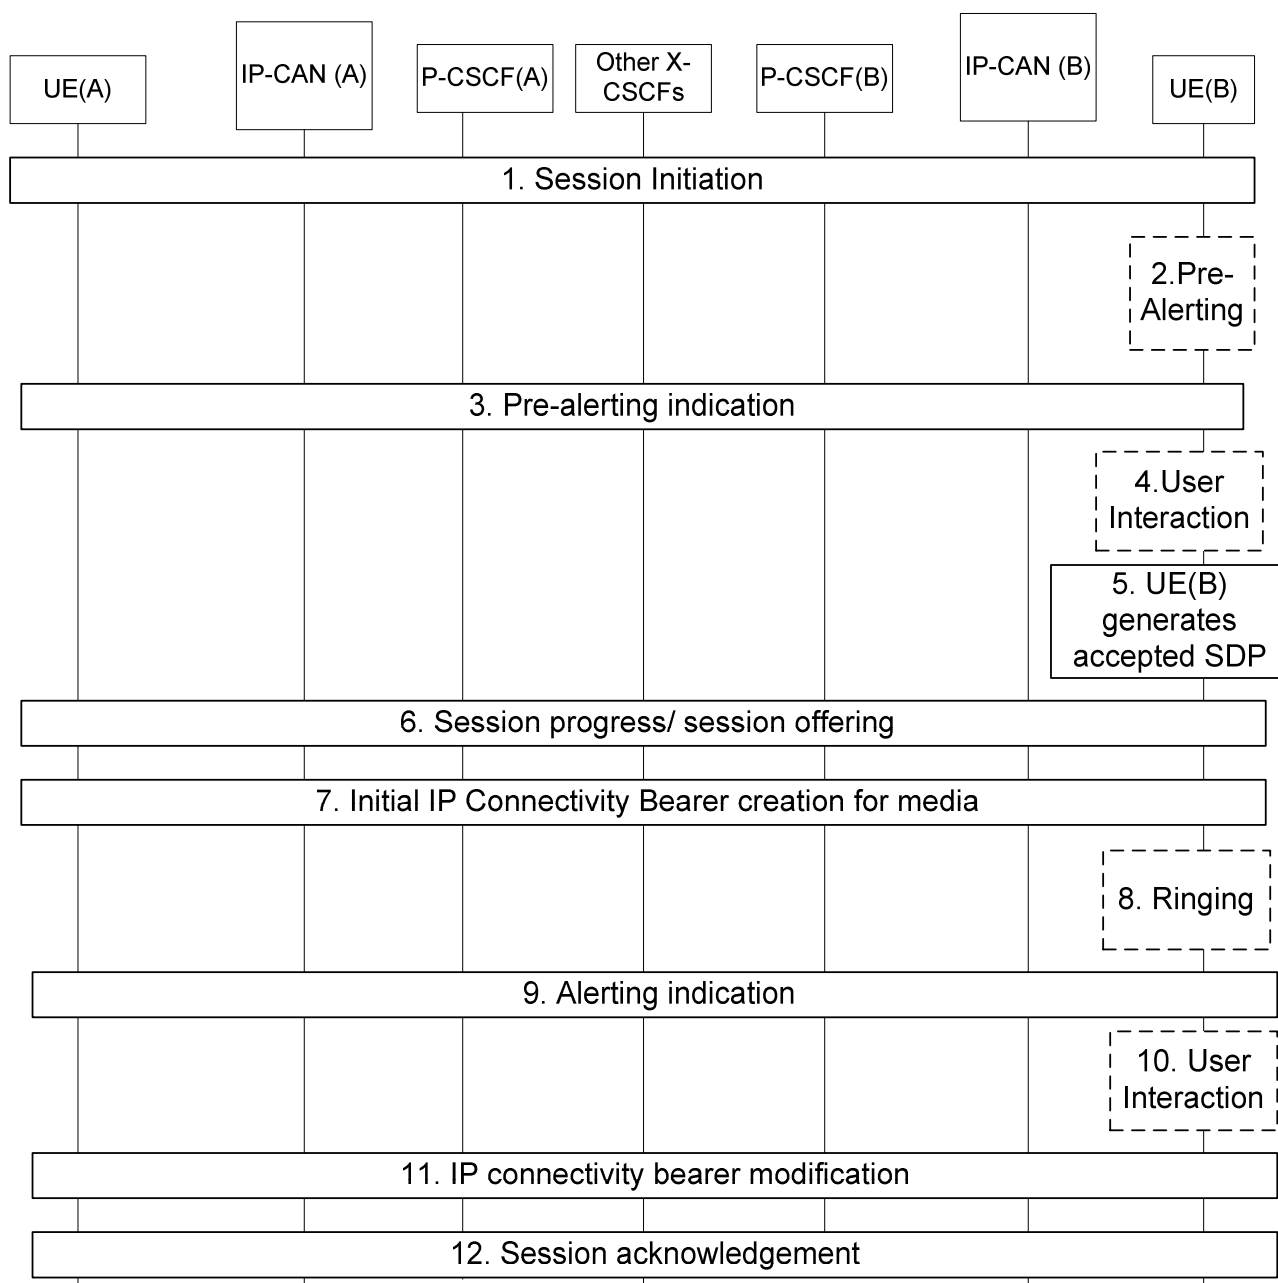 UE(A)
IP-CAN (A)
P-CSCF(A)
Other X-
CSCFs
P-CSCF(B)
IP-CAN (B)
UE(B)
1. Session Initiation
2.Pre-
Alerting
3. Pre-alerting indication
4.User
Interaction
5. UE(B)
generates
accepted SDP
6. Session progress/ session offering
7. Initial IP Connectivity Bearer creation for media
8. Ringing
9. Alerting indication
10. User
Interaction
11. IP connectivity bearer modification
12. Session acknowledgement